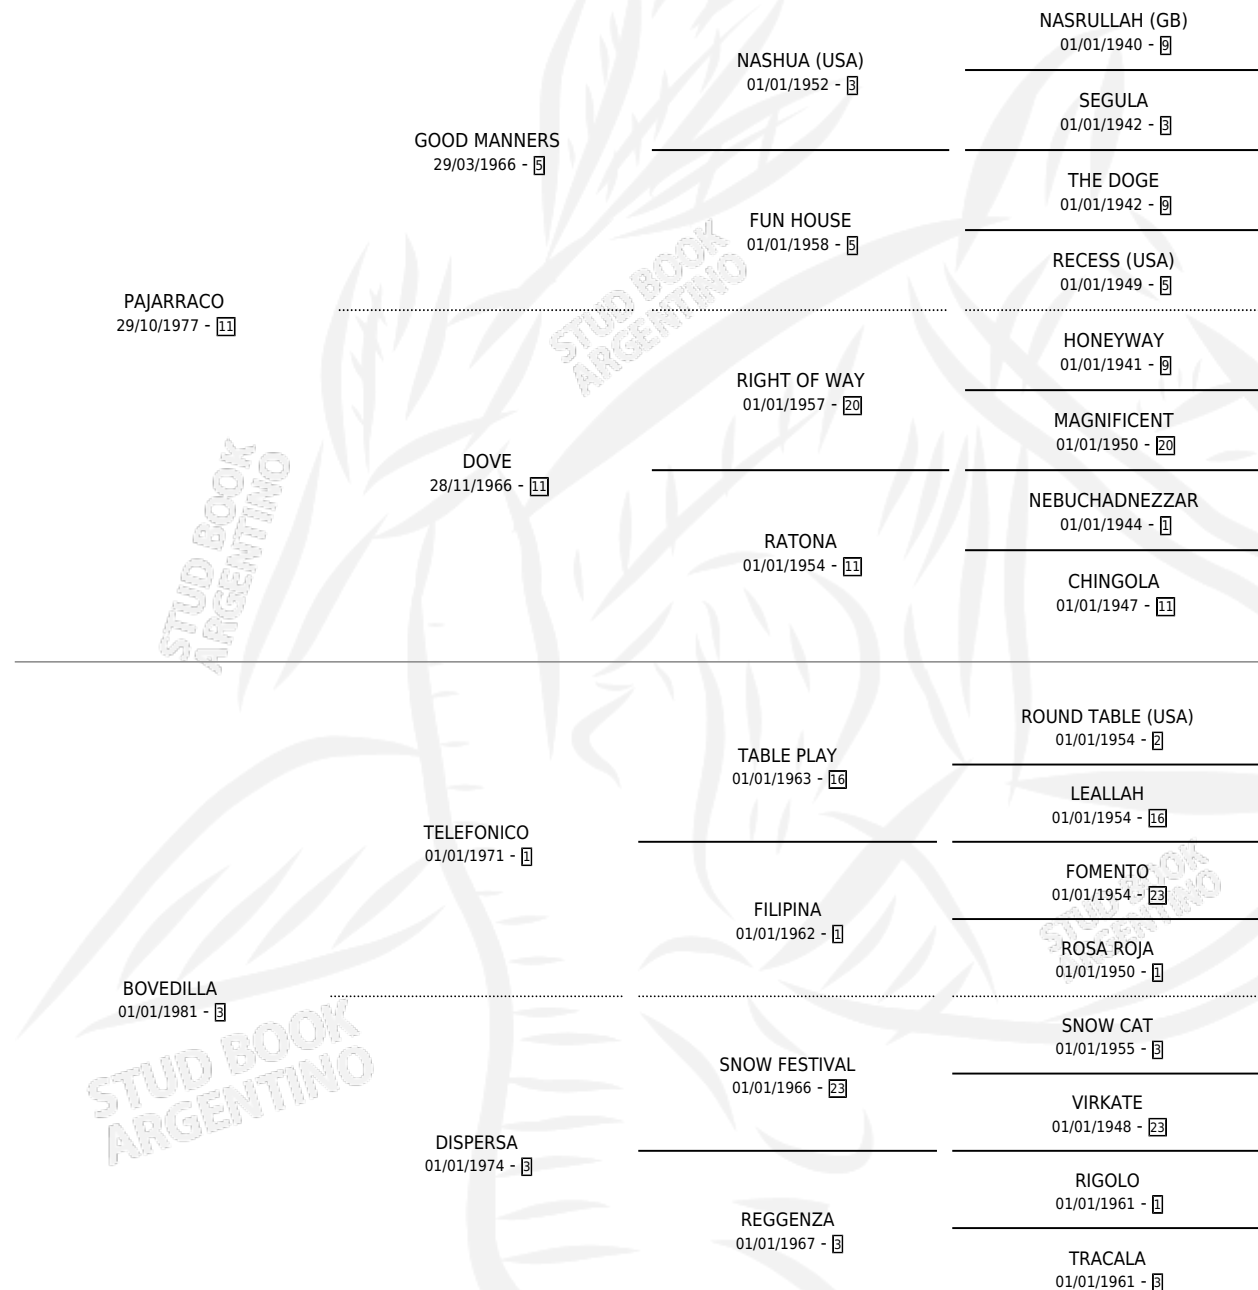 NASRULLAH (GB)
01/01/1940 - 9
NASHUA (USA)
01/01/1952 - 3
SEGULA
01/01/1942 - 3
GOOD MANNERS
29/03/1966 - 5
THE DOGE
01/01/1942 - 9
FUN HOUSE
01/01/1958 - 5
RECESS (USA)
01/01/1949 - 5
PAJARRACO
29/10/1977 - 11
STUD BOOK
ARGENTINO
HONEYWAY
01/01/1941 - 9
RIGHT OF WAY
01/01/1957 - 20
MAGNIFICENT
01/01/1950 - 20
DOVE
28/11/1966 - 11
NEBUCHADNEZZAR
01/01/1944 - 1
RATONA
01/01/1954 - 11
CHINGOLA
01/01/1947 - 11
STUD BOOK
ARGENTINO
ROUND TABLE (USA)
01/01/1954 - 2
TABLE PLAY
01/01/1963 - 16
LEALLAH
01/01/1954 - 16
TELEFONICO
01/01/1971 - 1
FOMENTO
01/01/1954 - 23
FILIPINA
01/01/1962 - 1
ROSA ROJA
01/01/1950 - 1
STUD BOOK
ARGENTINO
BOVEDILLA
01/01/1981 - 3
SNOW CAT
01/01/1955 - 3
SNOW FESTIVAL
01/01/1966 - 23
VIRKATE
01/01/1948 - 23
STUD BOOK
ARGENTINO
DISPERSA
01/01/1974 - 3
RIGOLO
01/01/1961 - 1
REGGENZA
01/01/1967 - 3
TRACALA
01/01/1961 - 3